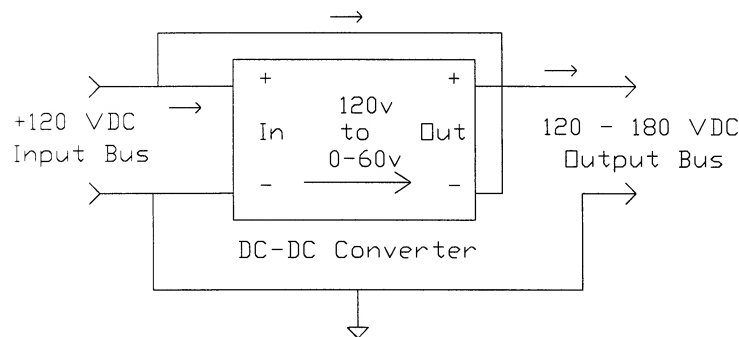 + +
120v
+120 VDC In to Out 120 - 180 VDC
Input Bus 0-60v Output Bus
- -
DC-DC Converter